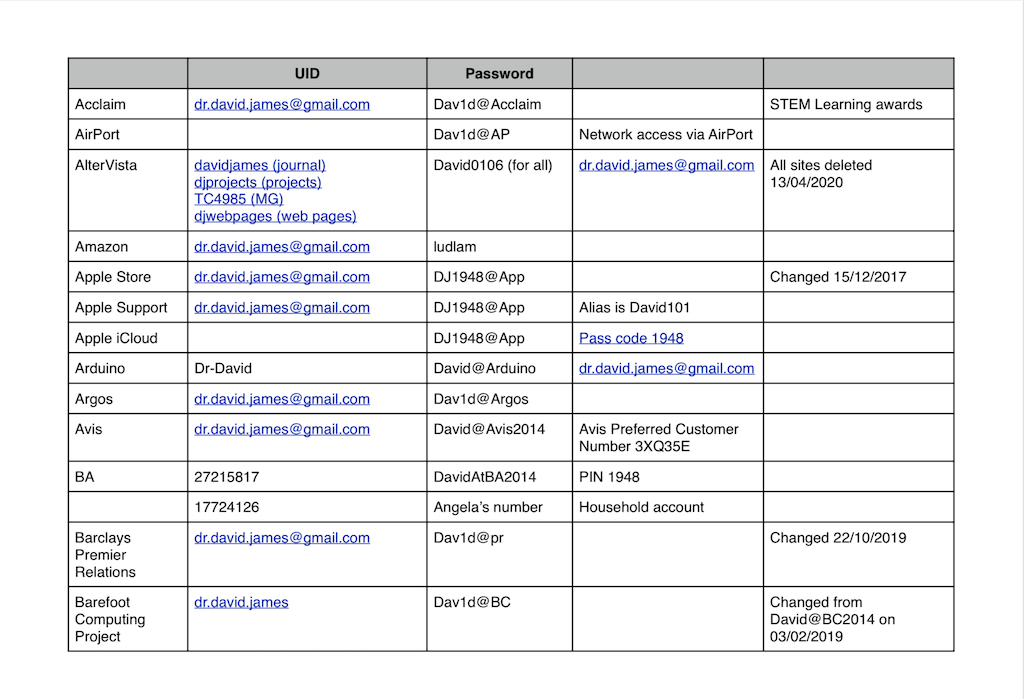 UID Password
Acclaim dr.david.james@gmail.com Dav1d@Acclaim STEM Learning awards
AirPort Dav1d@AP Network access via AirPort
AlterVista davidjames (journal) David0106 (for all) dr.david.james@gmail.com All sites deleted
djprojects (projects) 13/04/2020
TC4985 (MG)
djwebpages (web pages)
Amazon dr.david.james@gmail.com ludlam
Apple Store dr.david.james@gmail.com DJ1948@App Changed 15/12/2017
Apple Support dr.david.james@gmail.com DJ1948@App Alias is David101
Apple iCloud DJ1948@App Pass code 1948
Arduino Dr-David David@Arduino dr.david.james@gmail.com
Argos dr.david.james@gmail.com Dav1d@Argos
Avis dr.david.james@gmail.com David@Avis2014 Avis Preferred Customer
Number 3XQ35E
BA 27215817 DavidAtBA2014 PIN 1948
17724126 Angela's number Household account
Barclays dr.david.james@gmail.com Dav1d@pr Changed 22/10/2019
Premier
Relations
Barefoot dr.david.james Dav1d@BC Changed from
Computing David@BC2014 on
Project 03/02/2019